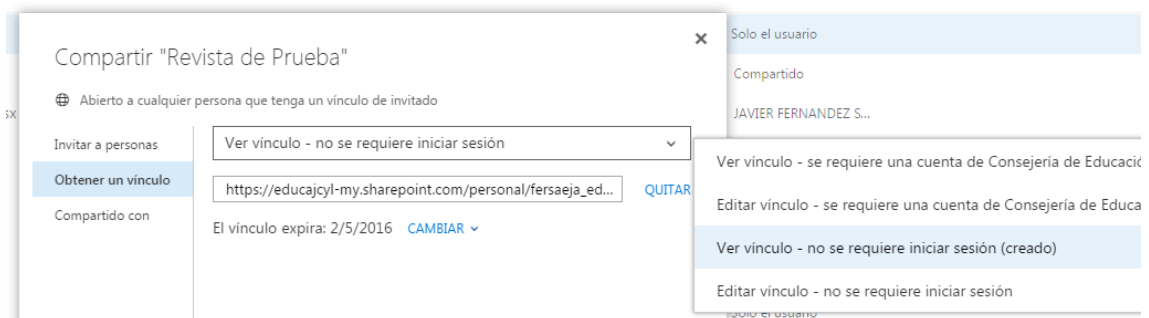 Compartir "Revista de Prueba"
Abierto a cualquier persona que tenga un vínculo de invitado
Invitar a personas
Obtener un vínculo
Compartido con
Ver vínculo - no se requiere iniciar sesión
https://educajcyl-my.sharepoint.com/personal/fersaeja_ed...
QUITAR
El vínculo expira: 2/5/2016 CAMBIAR
sx
Solo el usuario
Compartido
JAVIER FERNANDEZ S...
Ver vínculo - se requiere una cuenta de Consejería de Educació
Editar vínculo - se requiere una cuenta de Consejería de Educa
Ver vínculo - no se requiere iniciar sesión (creado)
Editar vínculo - no se requiere iniciar sesión
Solo el usuario